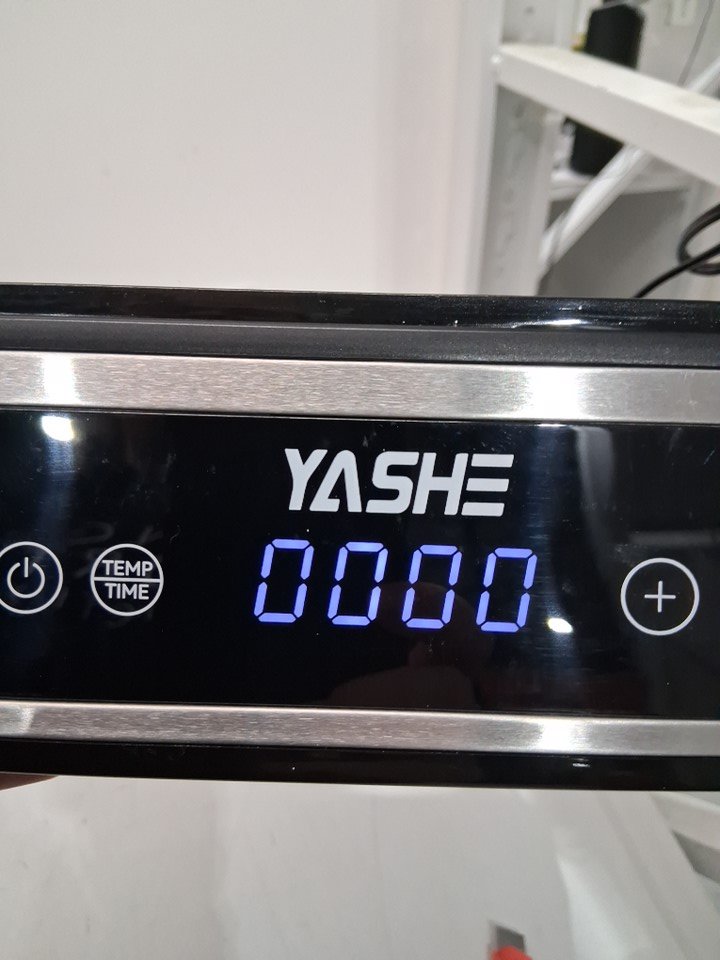 YASHE
TEMP
TIME
0000
+